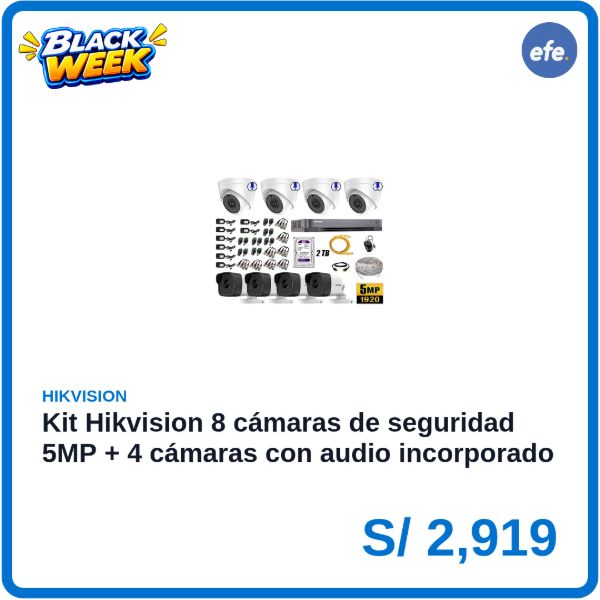 BLACK
WEEK
efe.
2 TB
5MP
1920
HIKVISION
Kit Hikvision 8 cámaras de seguridad
5MP + 4 cámaras con audio incorporado
S/ 2,919